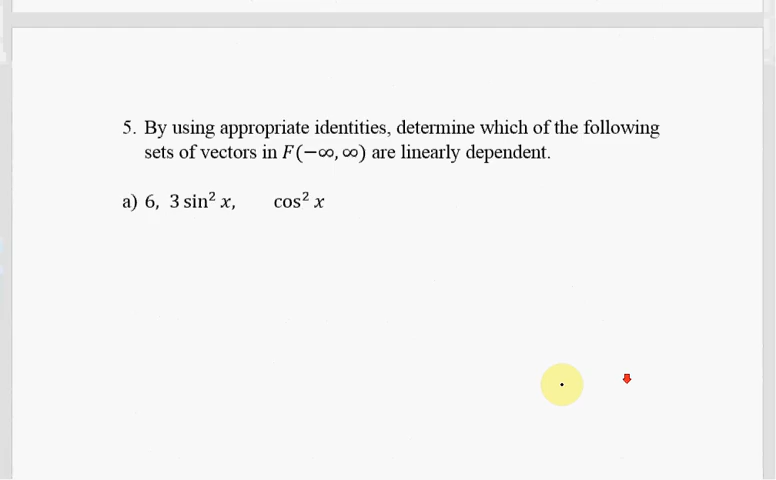 5. By using appropriate identities, determine which of the following
sets of vectors in F(−∞, ∞) are linearly dependent.
a) 6, 3 sin² x, cos² x